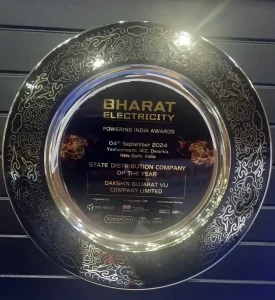 BHARAT
ELECTRICITY
POWERING INDIA AWARDS
04th September 2024
Yashobhoomi, IICC, Dwarka
New Delhi, India
STATE DISTRIBUTION COMPANY
OF THE YEAR
DAKSHIN GUJARAT VIJ
COMPANY LIMITED